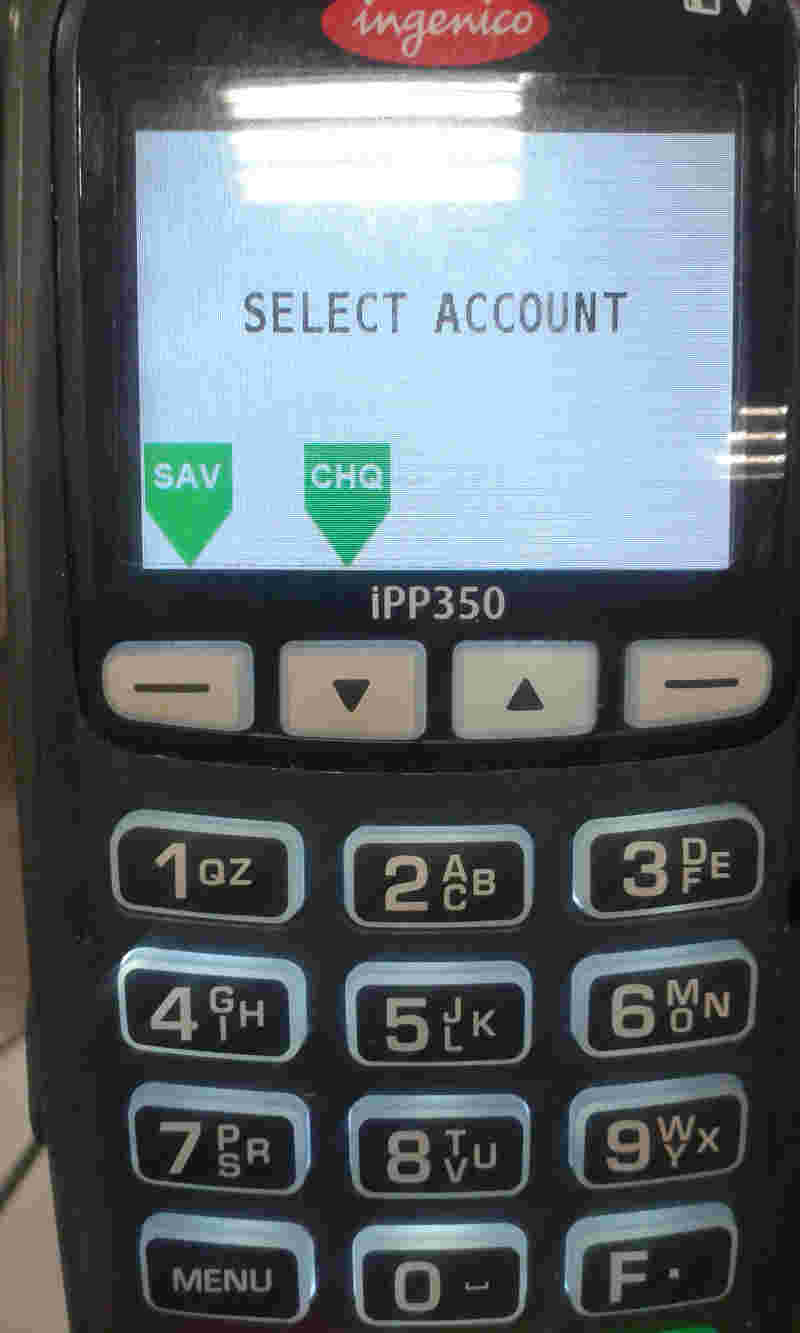 ingenico
SELECT ACCOUNT
SAV CHQ
iPP350
1 QZ 2 ABC 3 DEF
4 GHI 5 JKL 6 MNO
7 PRS 8 TUV 9 WXY
MENU 0 F .